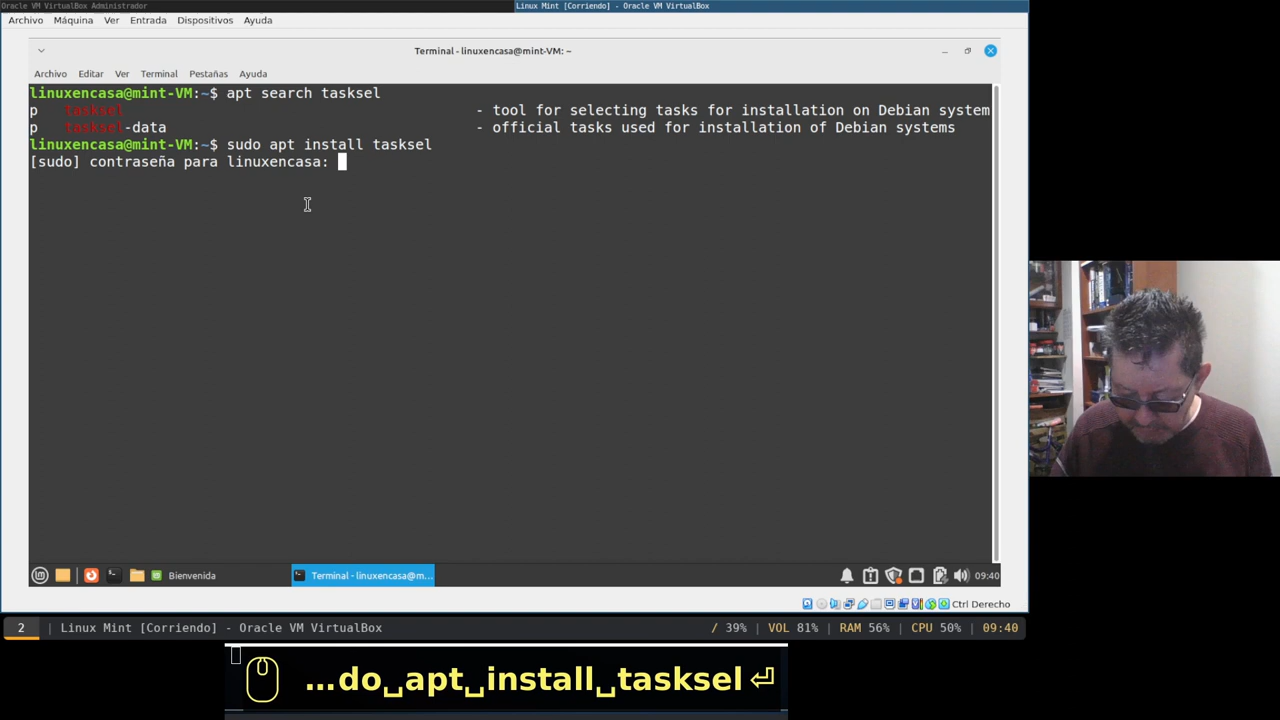 Oracle VM VirtualBox Administrador
Linux Mint [Corriendo] - Oracle VM VirtualBox
Archivo Máquina Ver Entrada Dispositivos Ayuda
Terminal - linuxencasa@mint-VM: ~
Archivo Editar Ver Terminal Pestañas Ayuda
linuxencasa@mint-VM:~$ apt search tasksel
p tasksel - tool for selecting tasks for installation on Debian system
p tasksel-data - official tasks used for installation of Debian systems
linuxencasa@mint-VM:~$ sudo apt install tasksel
[sudo] contraseña para linuxencasa:
Bienvenida Terminal - linuxencasa@m... 09:40
Ctrl Derecho
2 | Linux Mint [Corriendo] - Oracle VM VirtualBox / 39% | VOL 81% | RAM 56% | CPU 50% | 09:40
...do␣apt␣install␣tasksel⏎